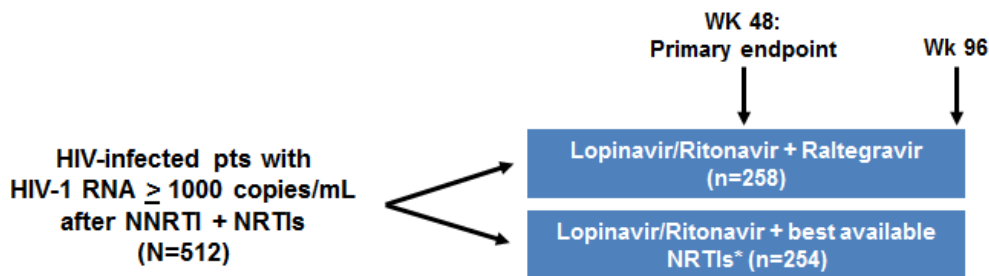 WK 48:
Primary endpoint
Wk 96
HIV-infected pts with
HIV-1 RNA ≥ 1000 copies/mL
after NNRTI + NRTIs
(N=512)
Lopinavir/Ritonavir + Raltegravir
(n=258)
Lopinavir/Ritonavir + best available
NRTIs* (n=254)